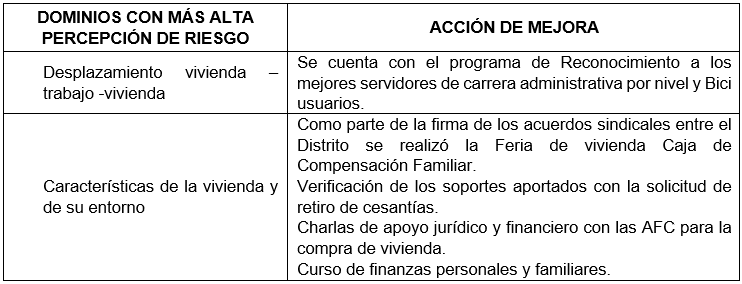 DOMINIOS CON MÁS ALTA
PERCEPCIÓN DE RIESGO
ACCIÓN DE MEJORA
Desplazamiento vivienda –
trabajo -vivienda
Se cuenta con el programa de Reconocimiento a los
mejores servidores de carrera administrativa por nivel y Bici
usuarios.
Características de la vivienda y
de su entorno
Como parte de la firma de los acuerdos sindicales entre el
Distrito se realizó la Feria de vivienda Caja de
Compensación Familiar.
Verificación de los soportes aportados con la solicitud de
retiro de cesantías.
Charlas de apoyo jurídico y financiero con las AFC para la
compra de vivienda.
Curso de finanzas personales y familiares.